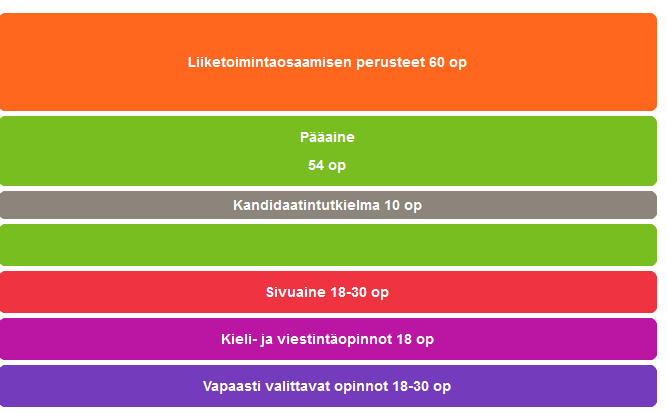 Liiketoimintaosaamisen perusteet 60 op
Pääaine
54 op
Kandidaatintutkielma 10 op
Sivuaine 18-30 op
Kieli- ja viestintäopinnot 18 op
Vapaasti valittavat opinnot 18-30 op